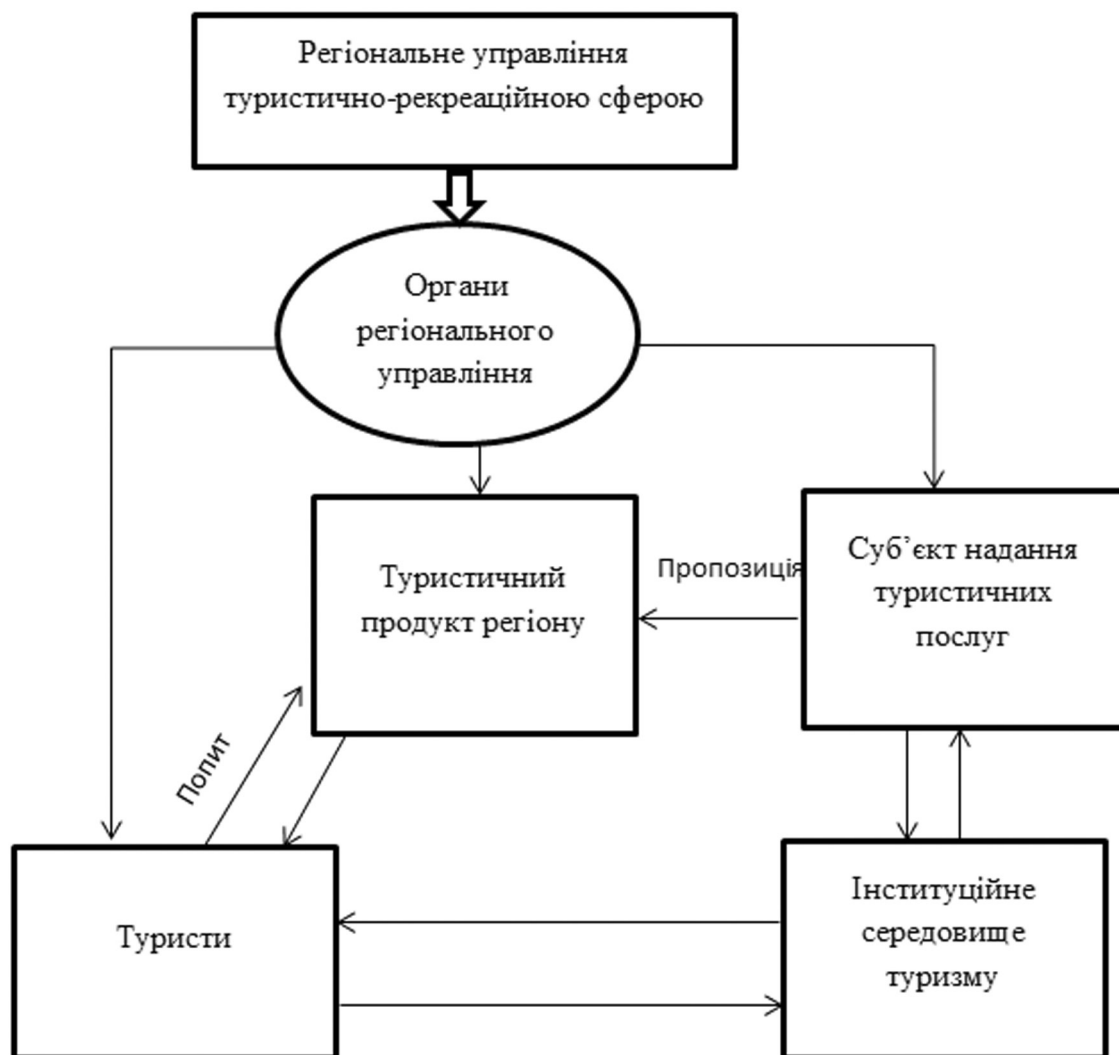 Регіональне управління
туристично-рекреаційною сферою
Органи
регіонального
управління
Туристичний
продукт регіону
Пропозиція
Суб’єкт надання
туристичних
послуг
Попит
Туристи
Інституційне
середовище
туризму